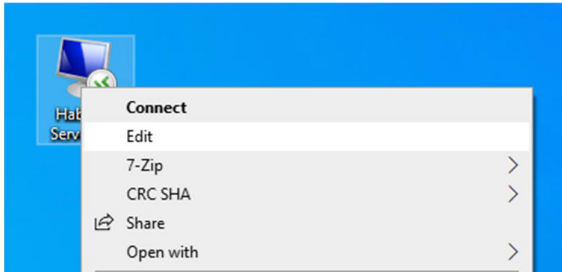 Connect
Edit
7-Zip
CRC SHA
Share
Open with